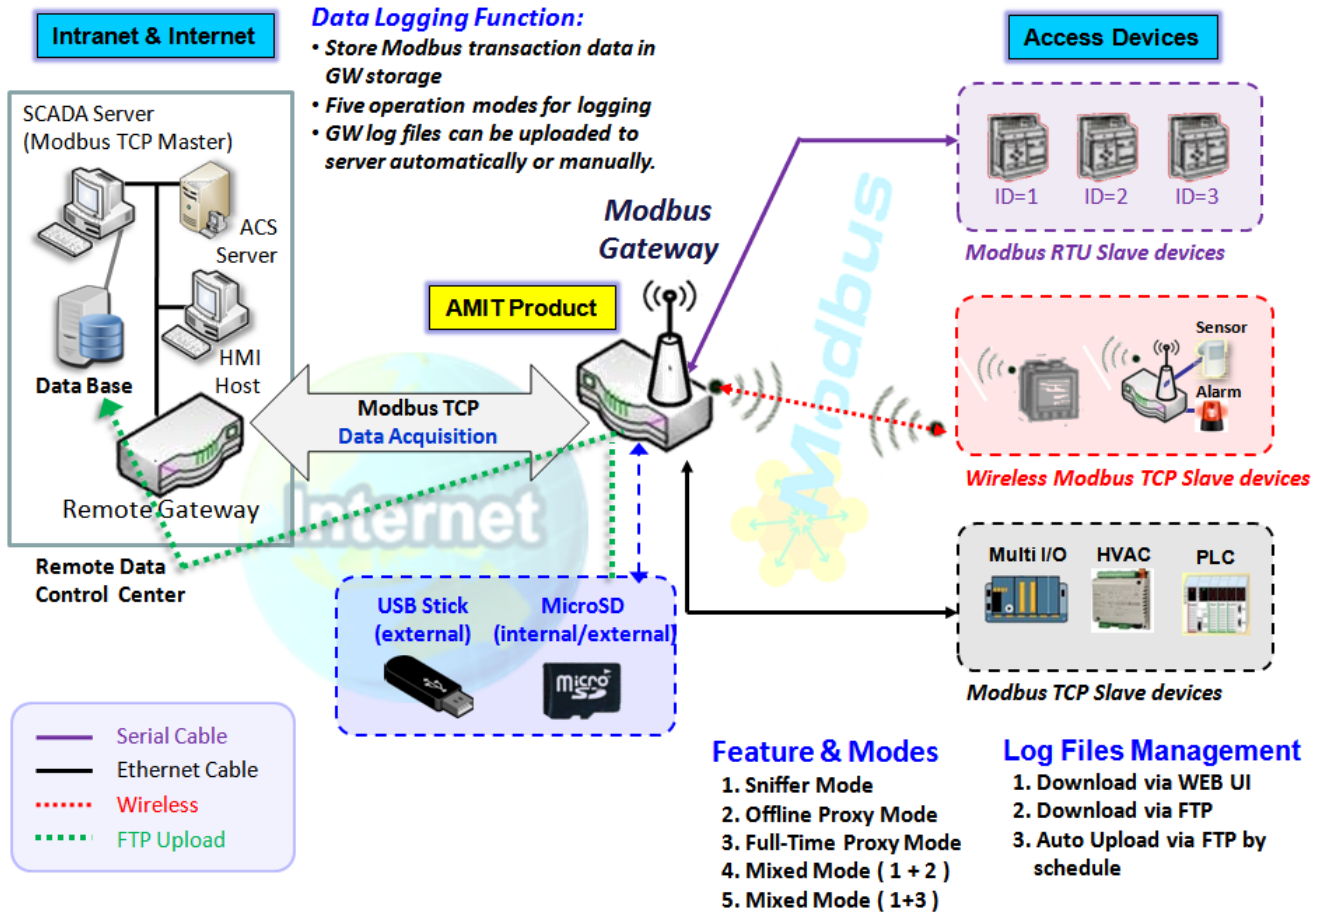 Intranet & Internet
Data Logging Function:
• Store Modbus transaction data in
GW storage
• Five operation modes for logging
• GW log files can be uploaded to
server automatically or manually.
Access Devices
SCADA Server
(Modbus TCP Master)
ACS
Server
HMI
Host
Data Base
Remote Gateway
Remote Data
Control Center
Modbus
Gateway
AMIT Product
Modbus TCP
Data Acquisition
Internet
Modbus
ID=1
ID=2
ID=3
Modbus RTU Slave devices
Sensor
Alarm
Wireless Modbus TCP Slave devices
Multi I/O
HVAC
PLC
Modbus TCP Slave devices
USB Stick
(external)
MicroSD
(internal/external)
Micro
SD
Serial Cable
Ethernet Cable
Wireless
FTP Upload
Feature & Modes
1. Sniffer Mode
2. Offline Proxy Mode
3. Full-Time Proxy Mode
4. Mixed Mode ( 1 + 2 )
5. Mixed Mode ( 1+3 )
Log Files Management
1. Download via WEB UI
2. Download via FTP
3. Auto Upload via FTP by
schedule